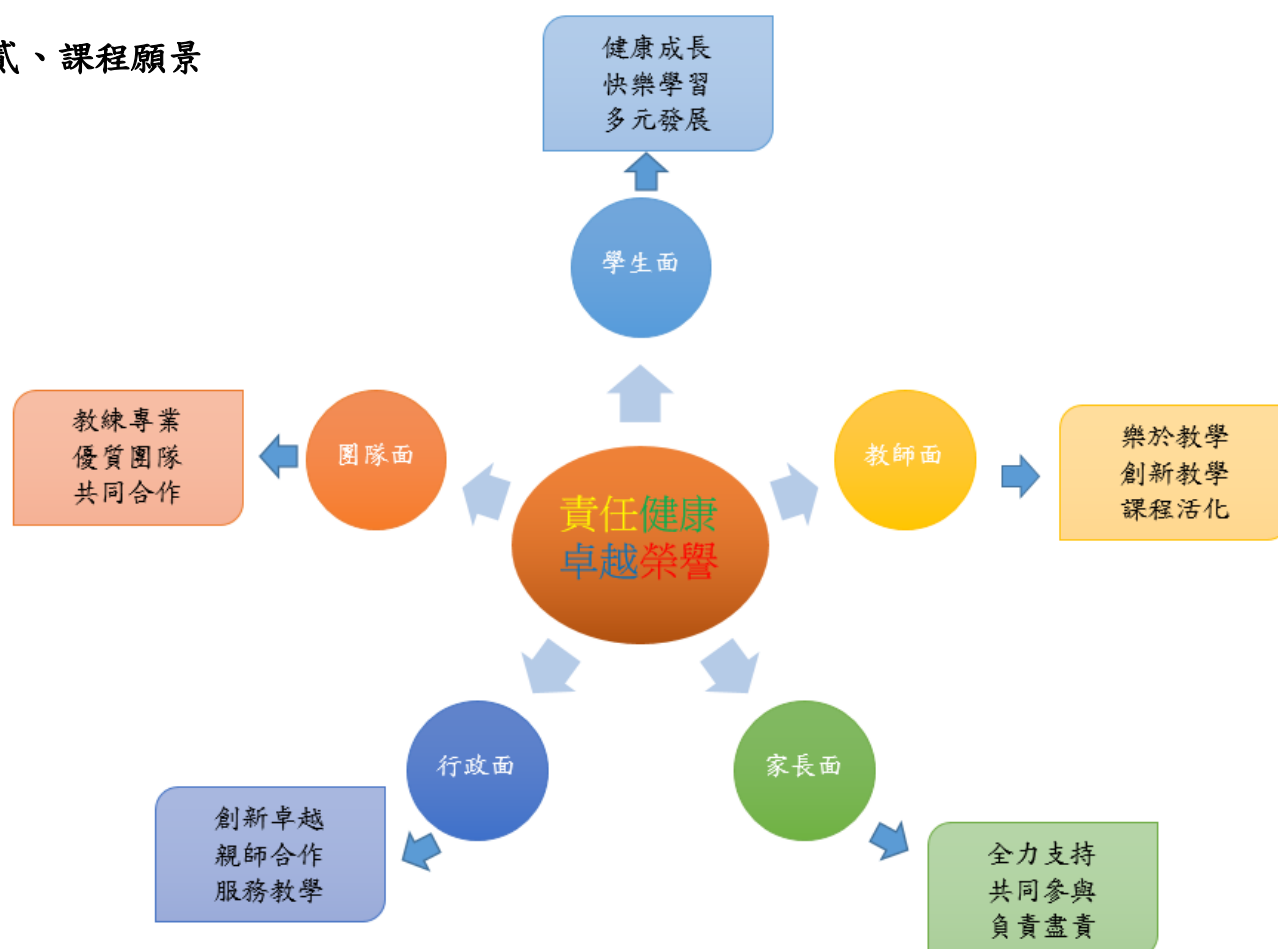 貳、課程願景
健康成長
快樂學習
多元發展
學生面
教練專業
優質團隊
共同合作
團隊面
教師面
樂於教學
創新教學
課程活化
責任健康
卓越榮譽
行政面
創新卓越
親師合作
服務教學
家長面
全力支持
共同參與
負責盡責